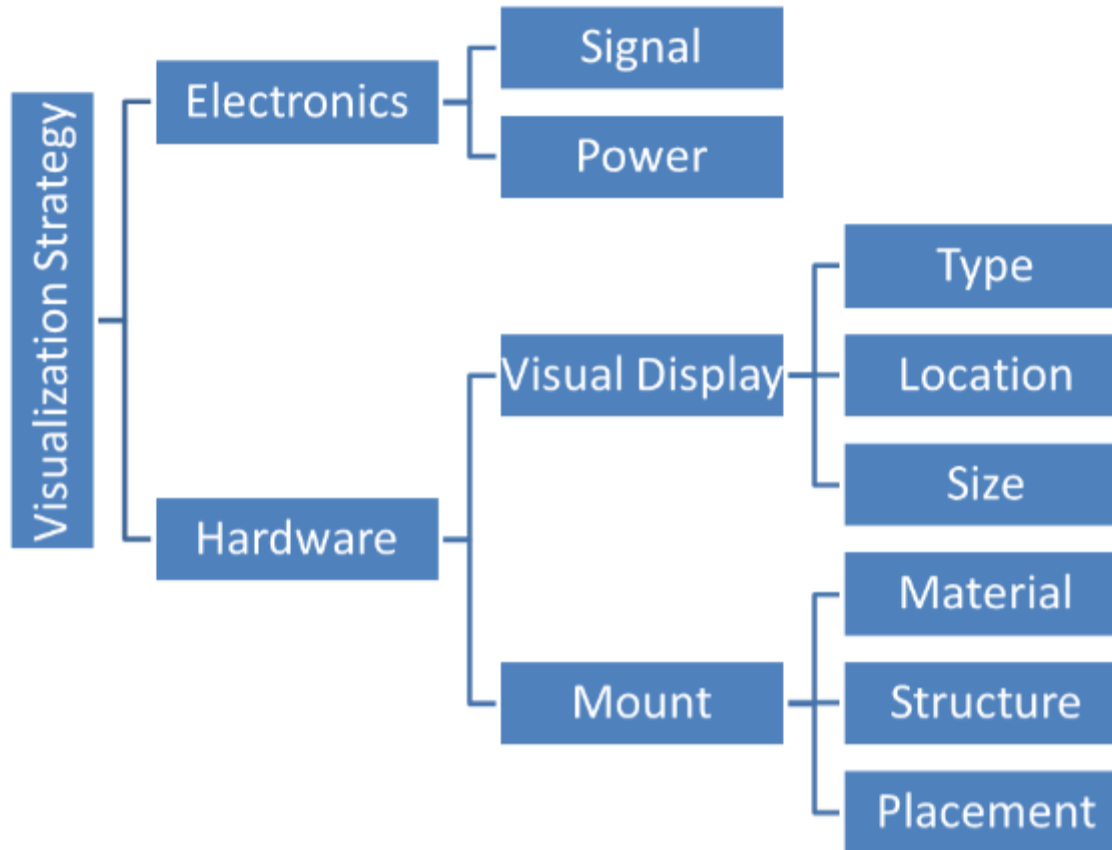 Visualization Strategy
Electronics
Signal
Power
Hardware
Visual Display
Type
Location
Size
Mount
Material
Structure
Placement